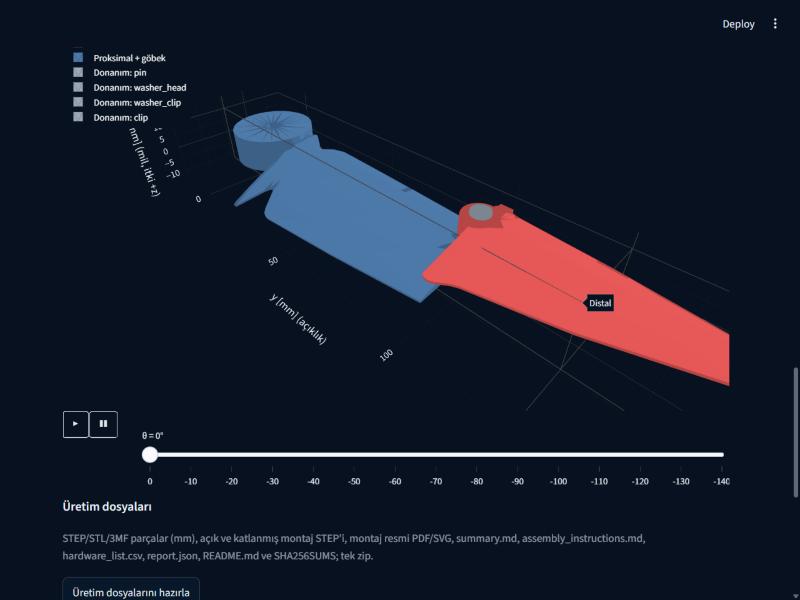 Deploy
Proksimal + göbek
Donanım: pin
Donanım: washer_head
Donanım: washer_clip
Donanım: clip
5
0
−5
−10
nm] (mil, itki +z)
0
50
y [mm] (açıklık)
100
Distal
θ = 0°
0 -10 -20 -30 -40 -50 -60 -70 -80 -90 -100 -110 -120 -130 -140
Üretim dosyaları
STEP/STL/3MF parçalar (mm), açık ve katlanmış montaj STEP'i, montaj resmi PDF/SVG, summary.md, assembly_instructions.md,
hardware_list.csv, report.json, README.md ve SHA256SUMS; tek zip.
Üretim dosyalarını hazırla